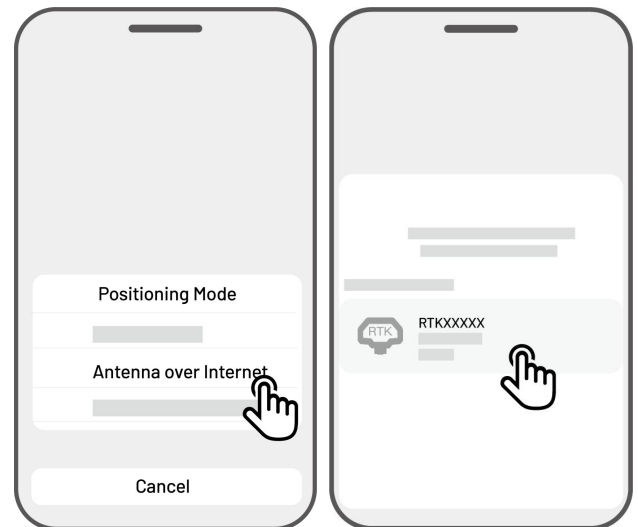 Positioning Mode
Antenna over Internet
Cancel
RTK
RTKXXXXX